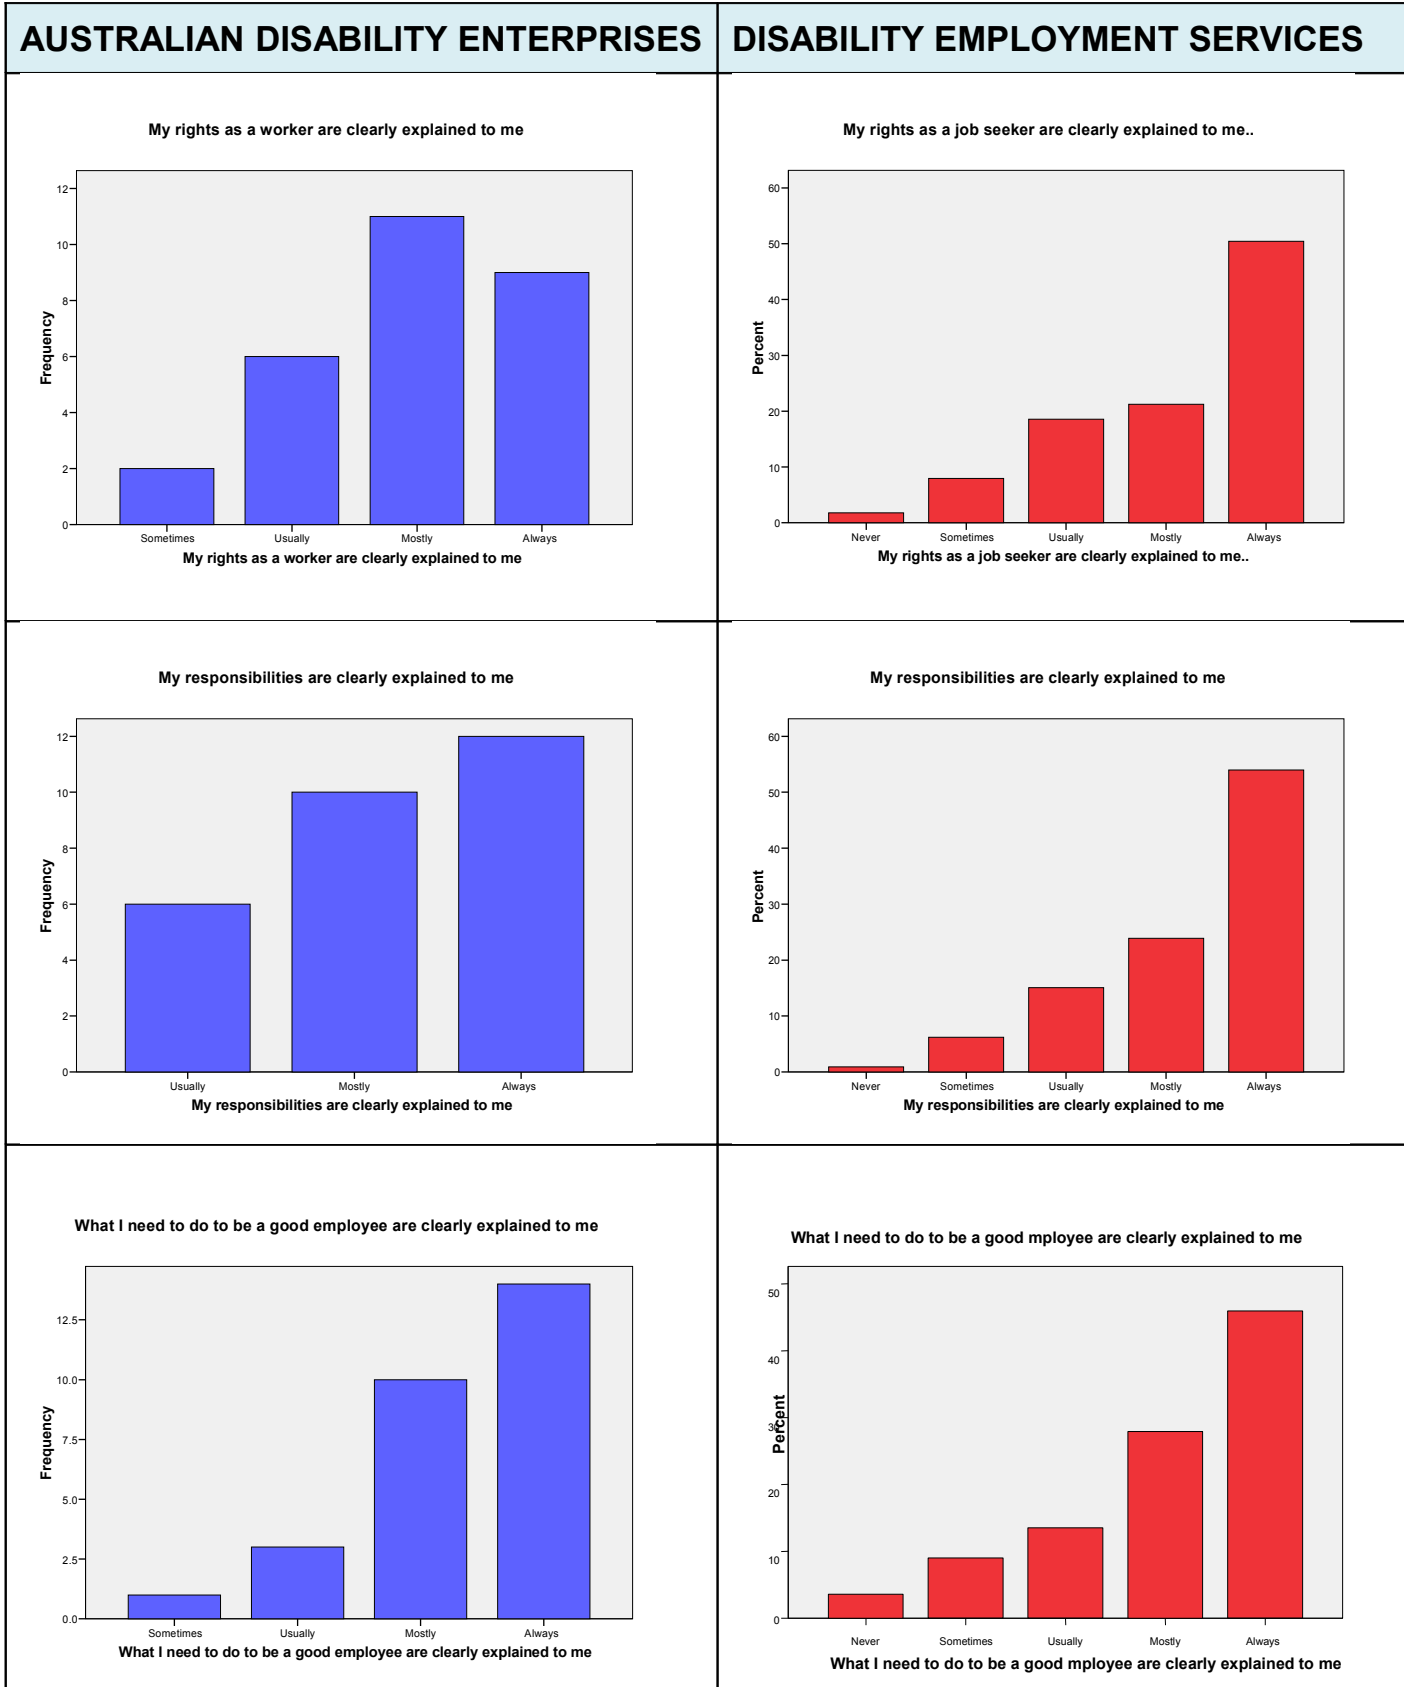 AUSTRALIAN DISABILITY ENTERPRISES
DISABILITY EMPLOYMENT SERVICES
My rights as a worker are clearly explained to me
12
10
8
6
4
2
0
Frequency
Sometimes Usually Mostly Always
My rights as a worker are clearly explained to me
My rights as a job seeker are clearly explained to me..
60
50
40
30
20
10
0
Percent
Never Sometimes Usually Mostly Always
My rights as a job seeker are clearly explained to me..
My responsibilities are clearly explained to me
12
10
8
6
4
2
0
Frequency
Usually Mostly Always
My responsibilities are clearly explained to me
My responsibilities are clearly explained to me
60
50
40
30
20
10
0
Percent
Never Sometimes Usually Mostly Always
My responsibilities are clearly explained to me
What I need to do to be a good employee are clearly explained to me
12.5
10.0
7.5
5.0
2.5
0.0
Frequency
Sometimes Usually Mostly Always
What I need to do to be a good employee are clearly explained to me
What I need to do to be a good mployee are clearly explained to me
50
40
30
20
10
0
Percent
Never Sometimes Usually Mostly Always
What I need to do to be a good mployee are clearly explained to me